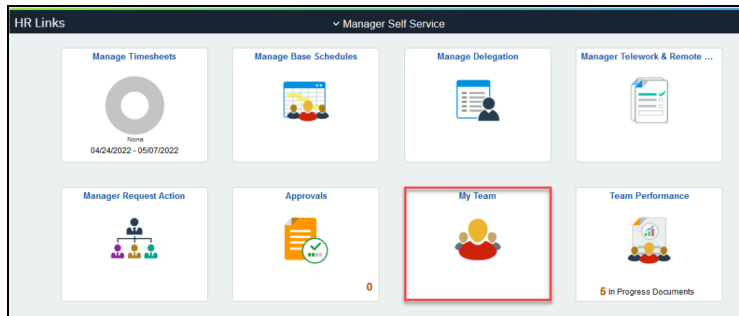 HR Links
Manager Self Service
Manage Timesheets
None
04/24/2022 - 05/07/2022
Manage Base Schedules
Manage Delegation
Manager Telework & Remote ...
Manager Request Action
Approvals
0
My Team
Team Performance
5 In Progress Documents